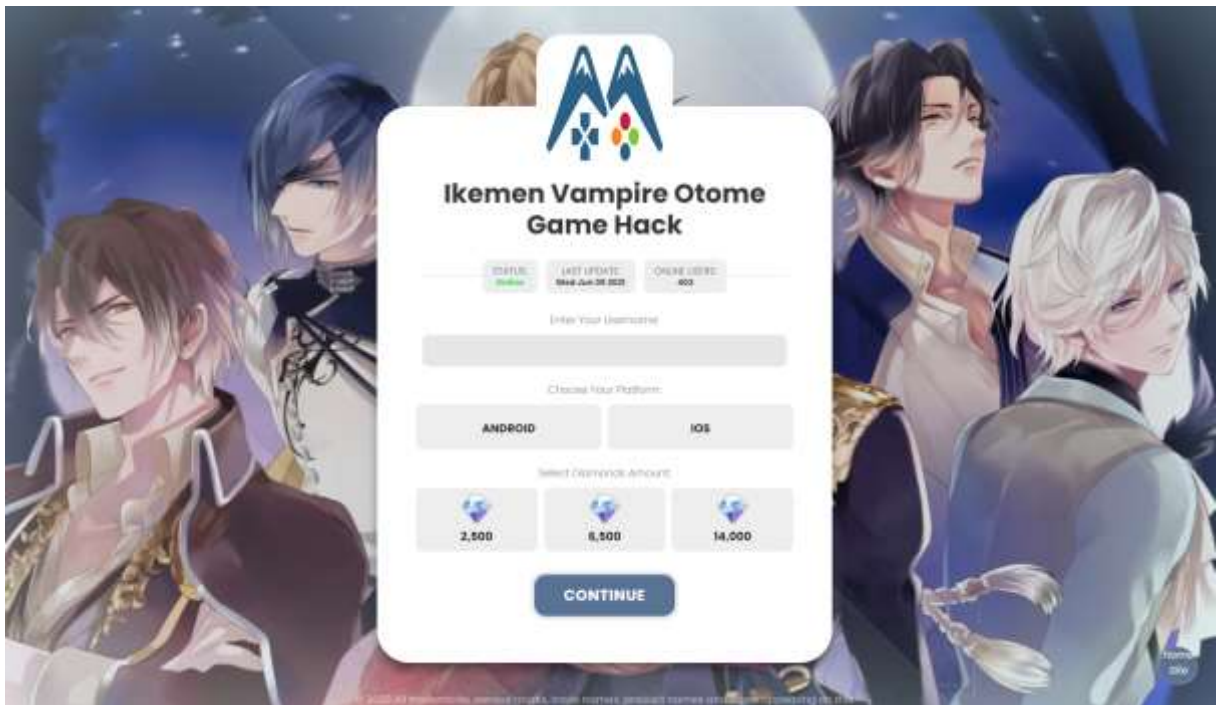 Ikemen Vampire Otome
Game Hack
STATUS LAST UPDATE ONLINE USERS
Online
Enter Your Username
Choose Your Platform
ANDROID IOS
Select Diamonds Amount
2,500 6,500 14,000
CONTINUE